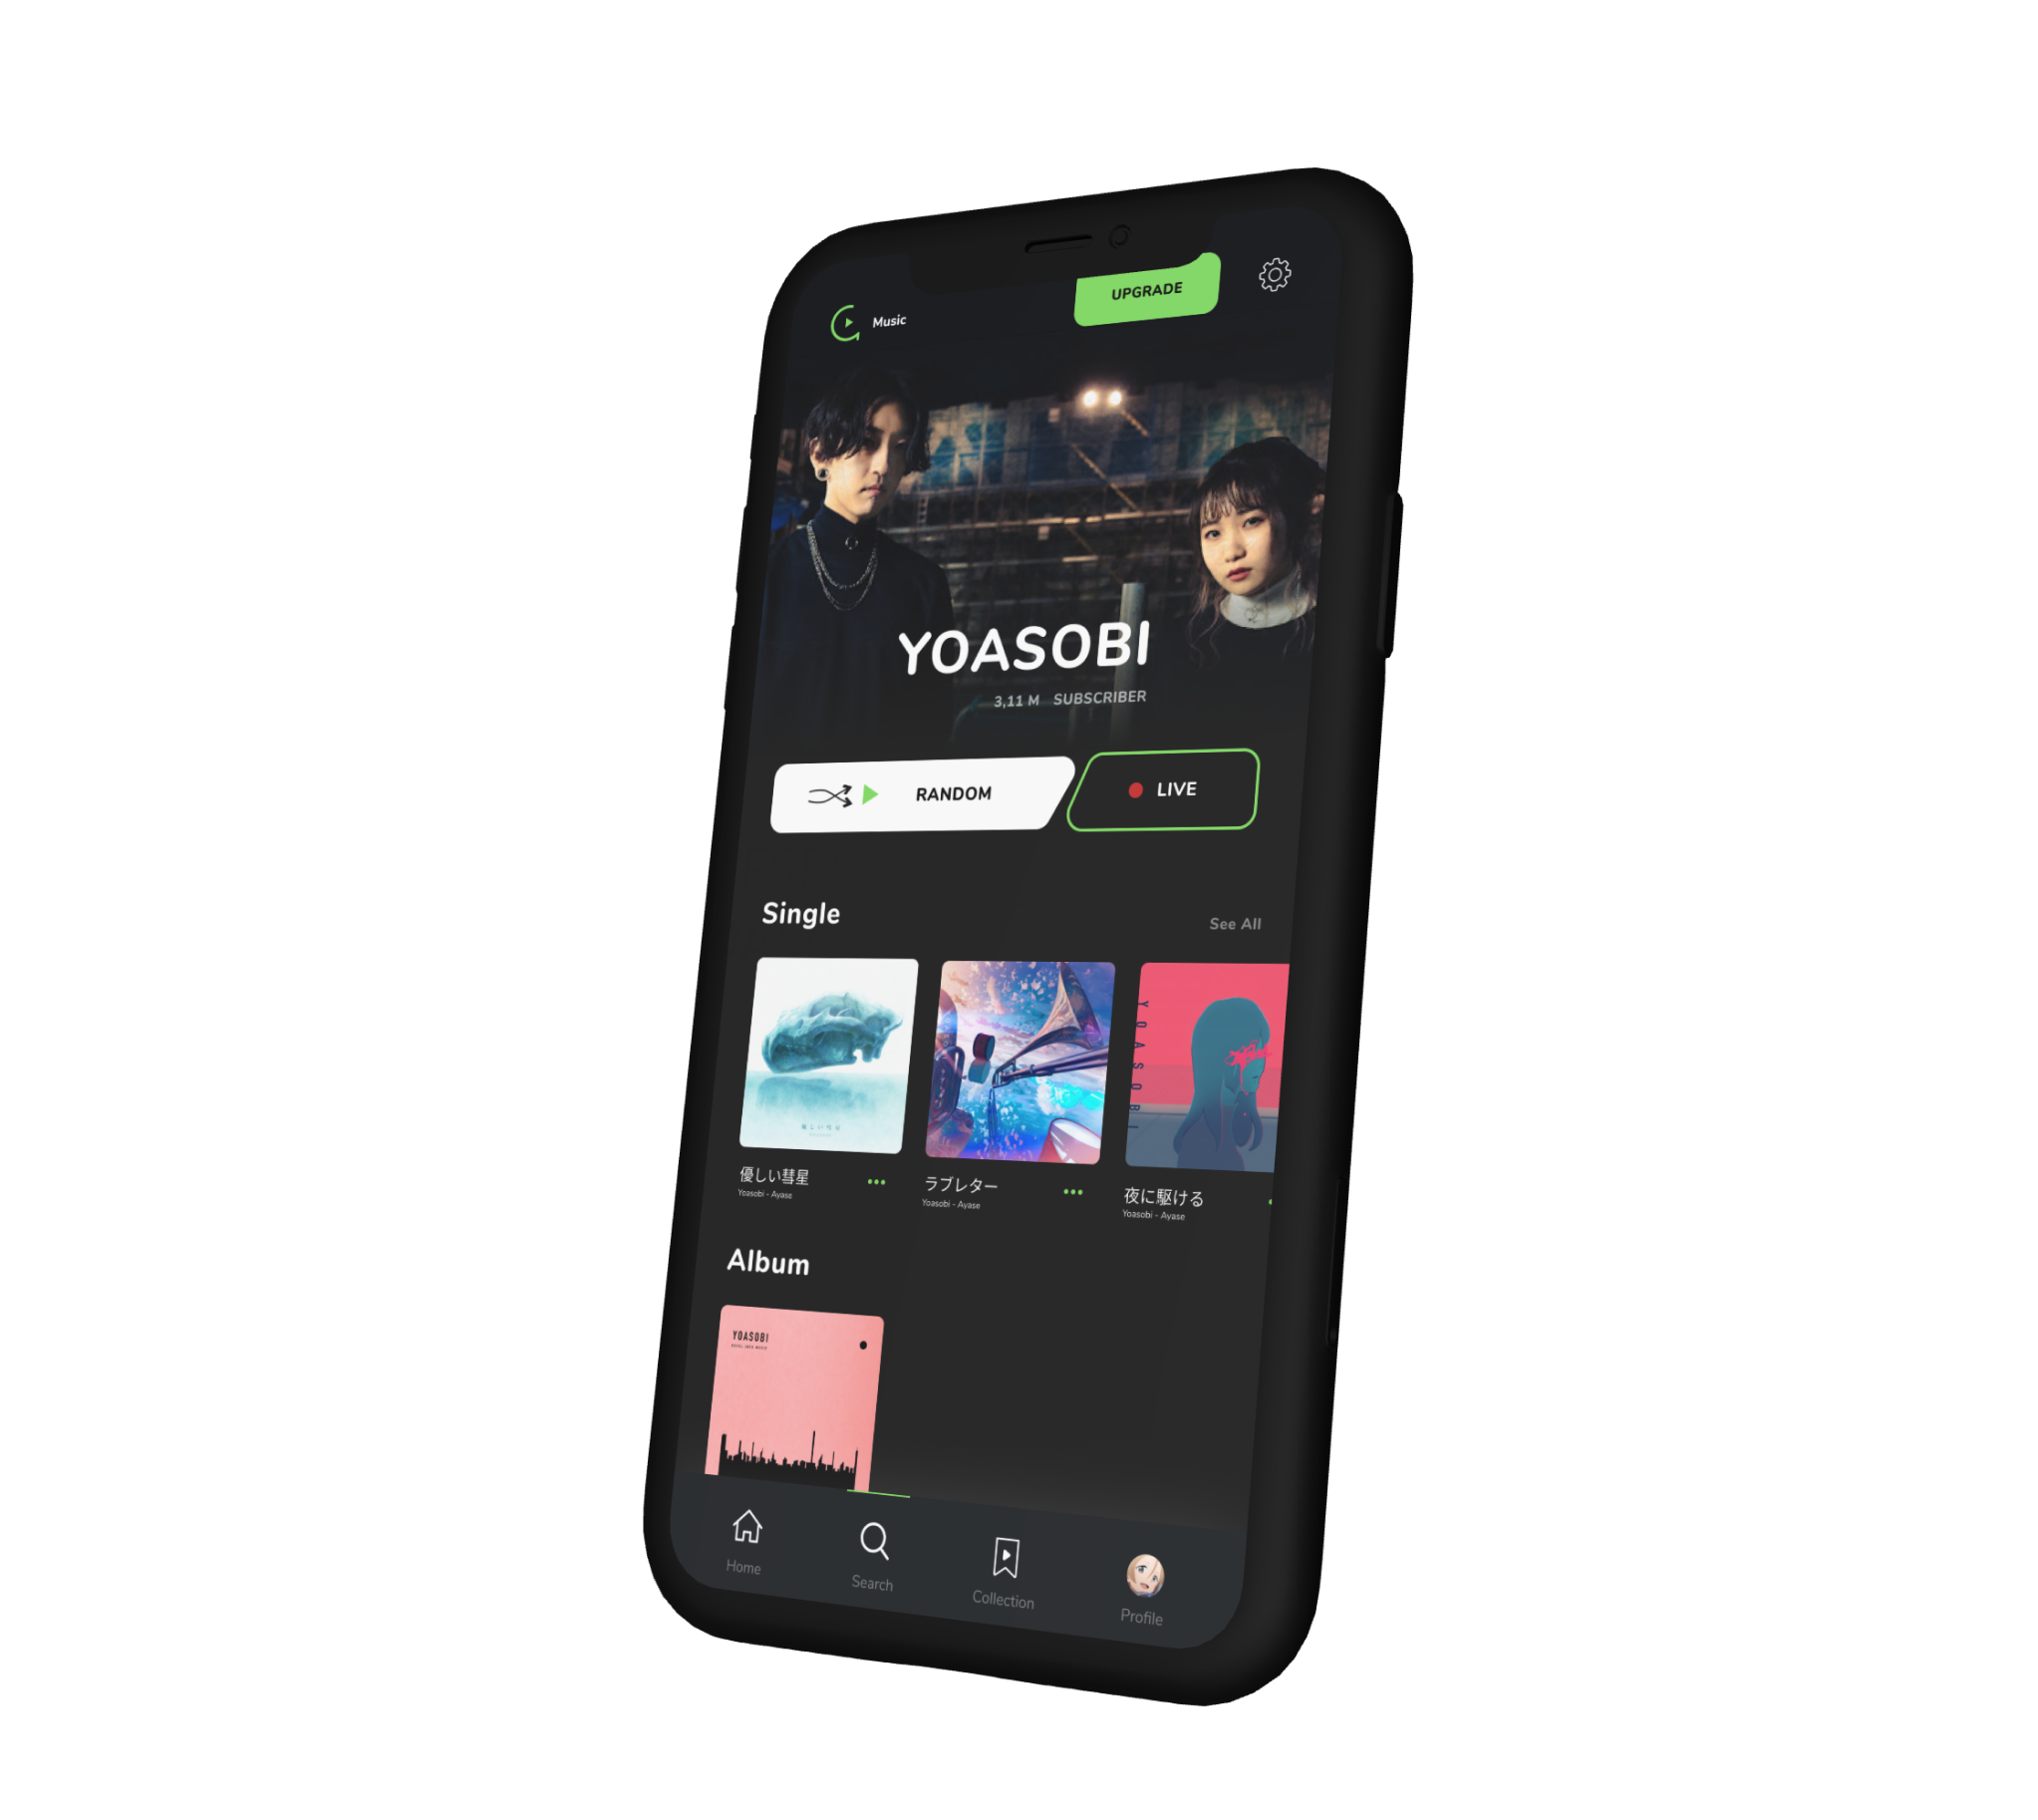 Music
UPGRADE
YOASOBI
3,11 M SUBSCRIBER
RANDOM
LIVE
Single
See All
YOASOBI
優しい彗星
Yoasobi - Ayase
ラブレター
Yoasobi - Ayase
夜に駆ける
Yoasobi - Ayase
Album
YOASOBI
Home
Search
Collection
Profile